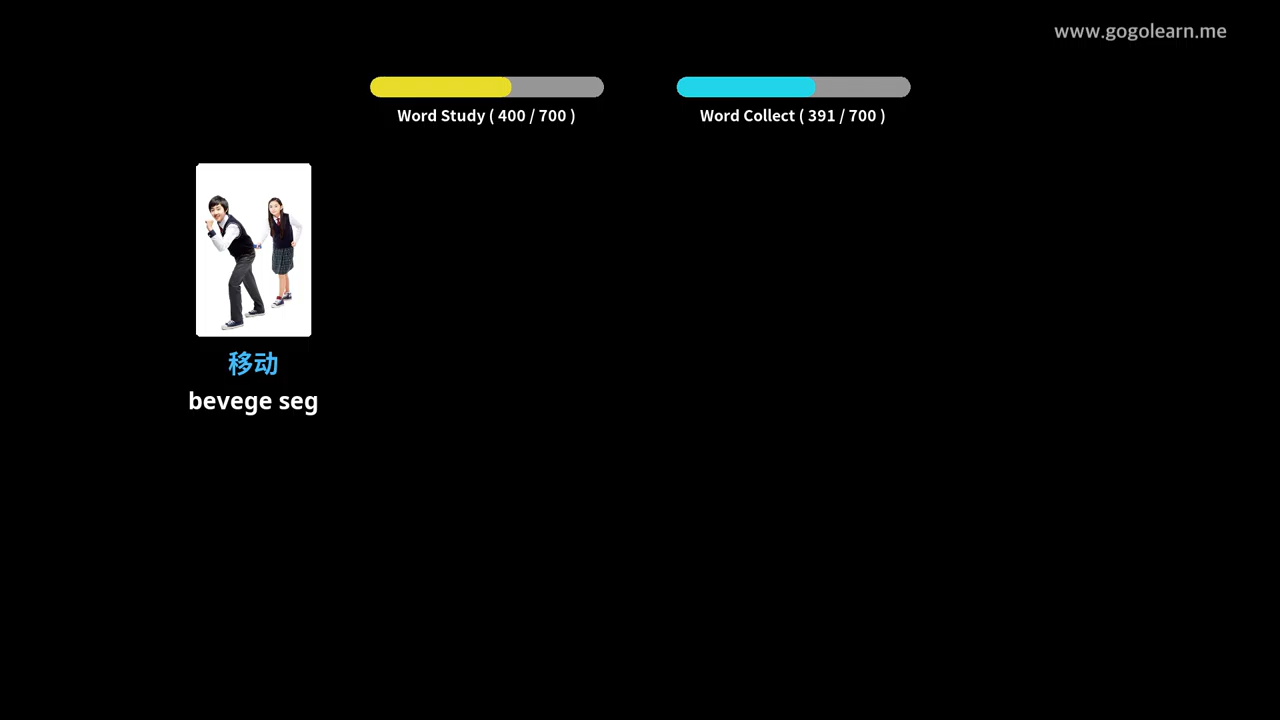 www.gogolearn.me
Word Study ( 400 / 700 )
Word Collect ( 391 / 700 )
移动
bevege seg